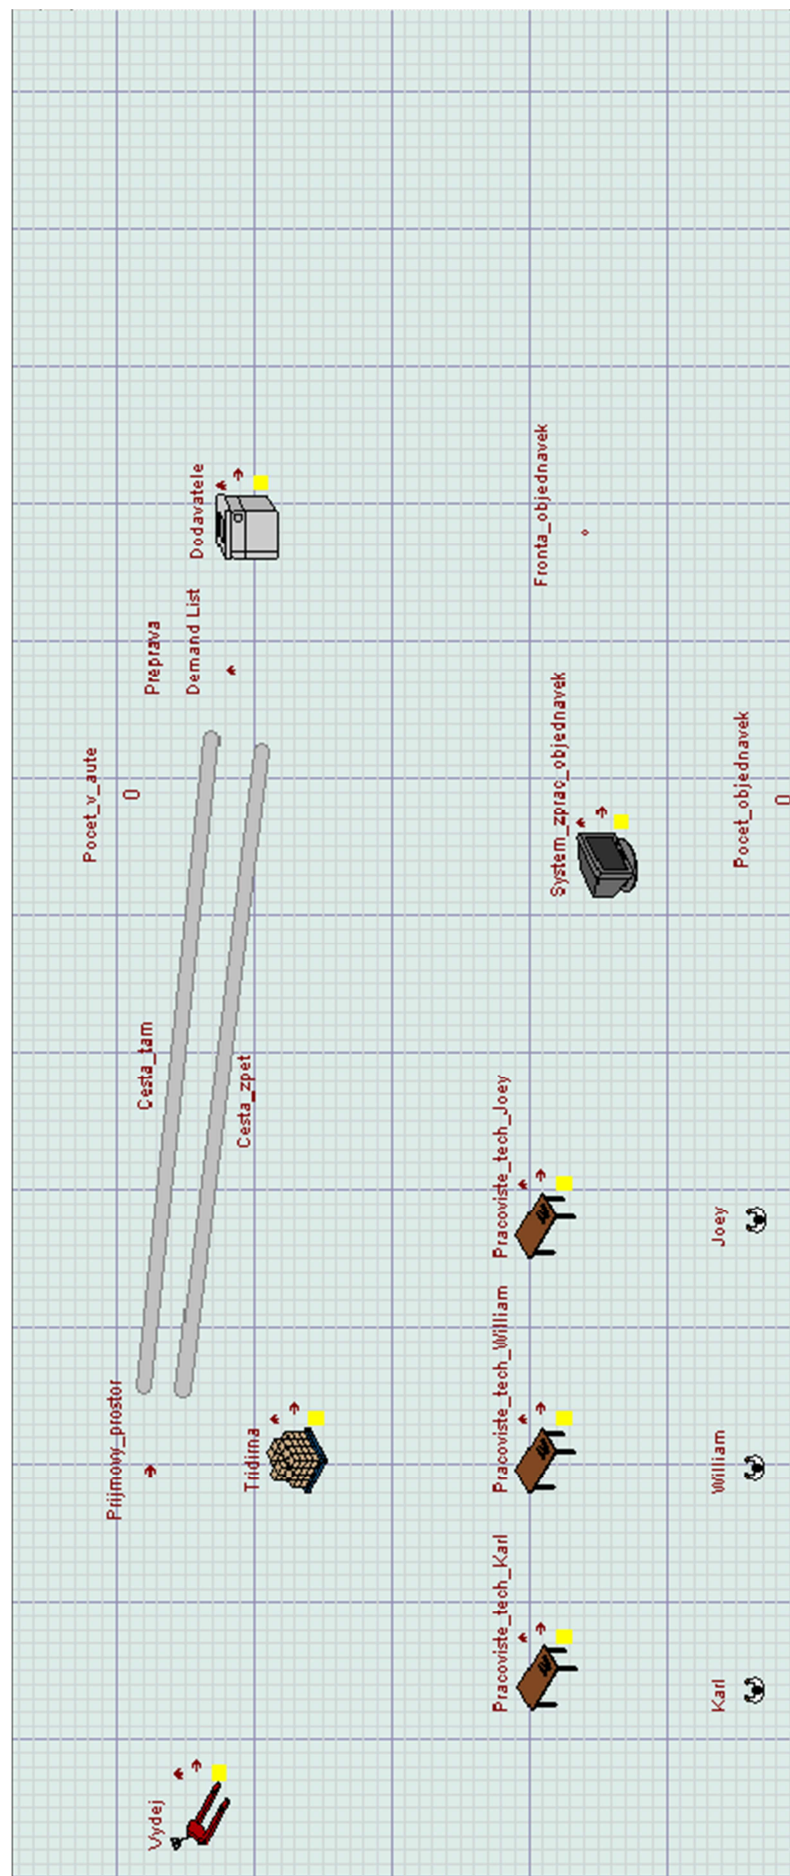 Pocet_v_aute
0
Prijmovy_prostor
Cesta_tam
Preprava
Vydej
Demand List
Dodavatele
Cesta_zpet
Tridirna
Pracoviste_tech_Karl
Pracoviste_tech_William
Pracoviste_tech_Joey
System_zprac_objednavek
Fronta_objednavek
Karl
William
Joey
Pocet_objednavek
0